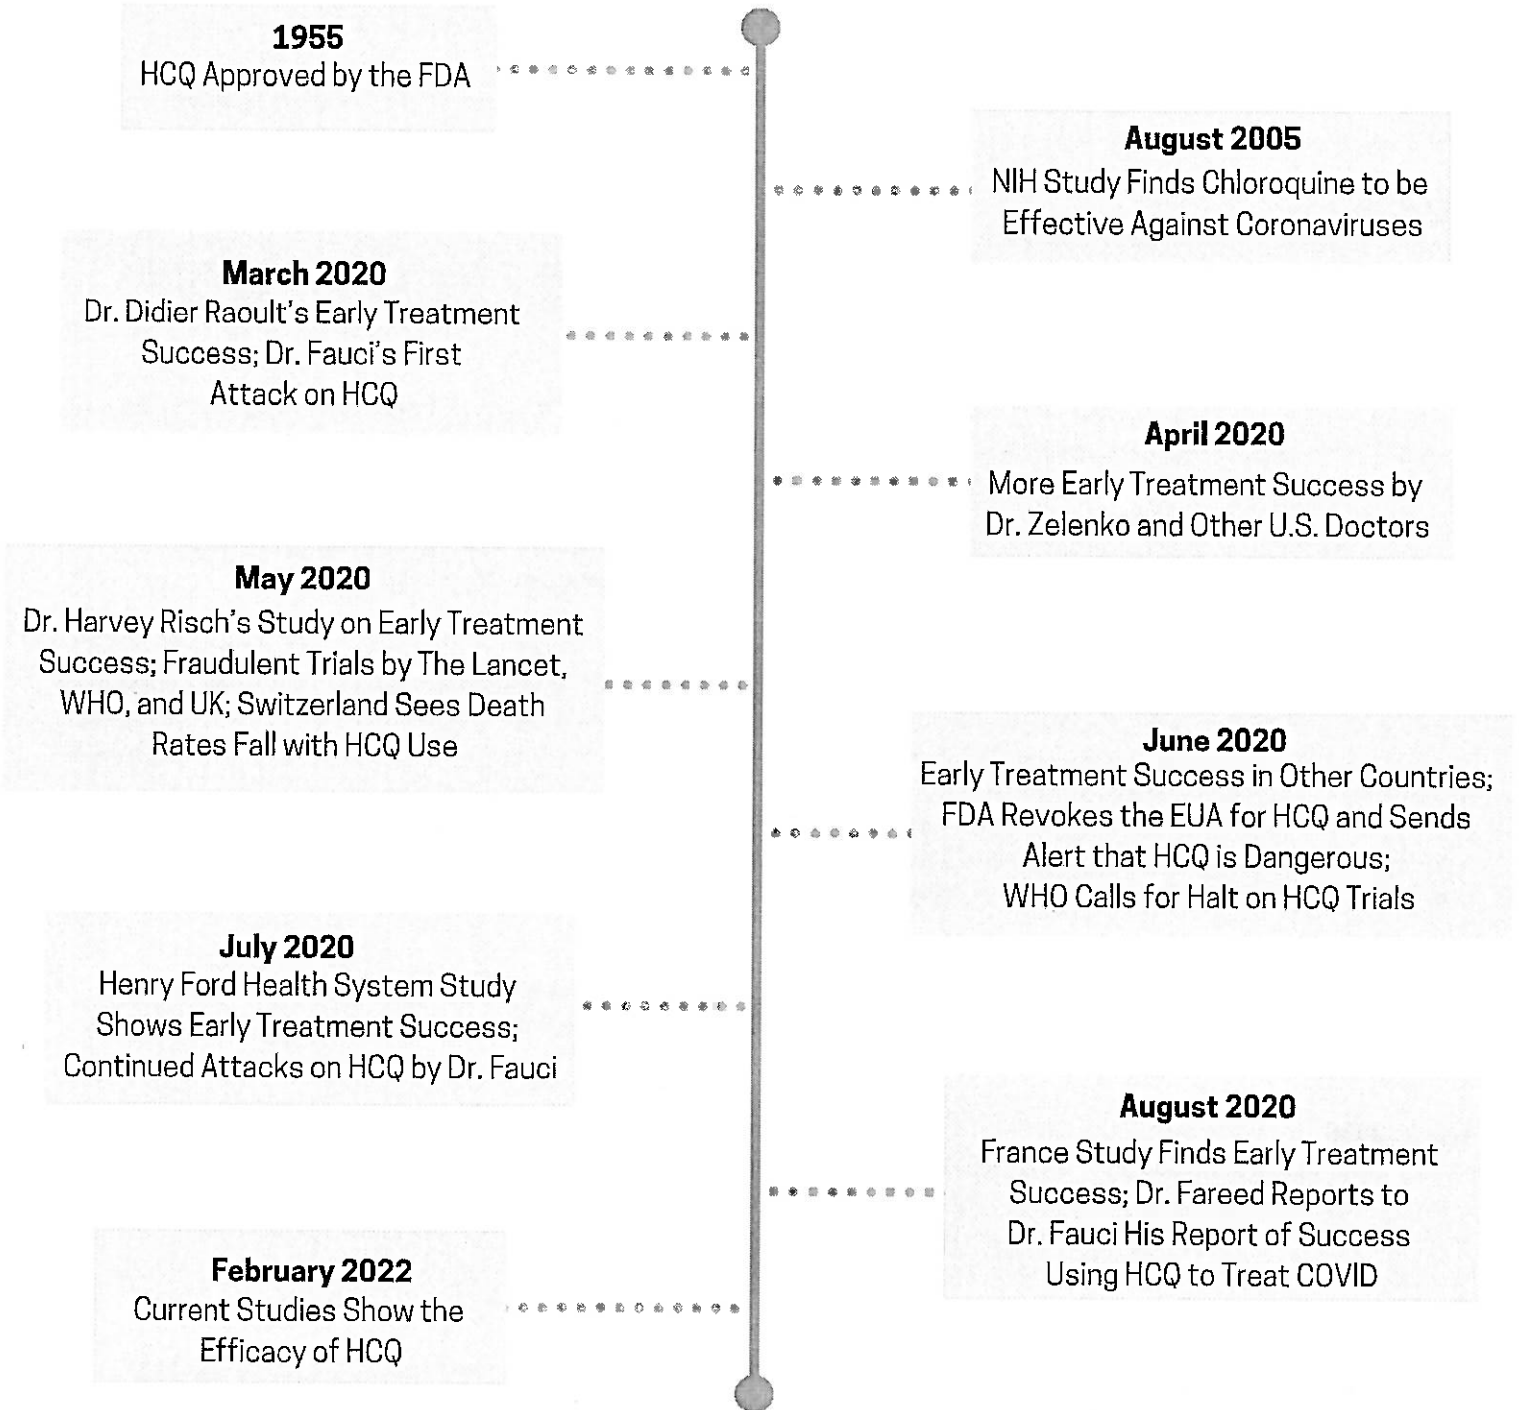 1955
HCQ Approved by the FDA
August 2005
NIH Study Finds Chloroquine to be
Effective Against Coronaviruses
March 2020
Dr. Didier Raoult's Early Treatment
Success; Dr. Fauci's First
Attack on HCQ
April 2020
More Early Treatment Success by
Dr. Zelenko and Other U.S. Doctors
May 2020
Dr. Harvey Risch's Study on Early Treatment
Success; Fraudulent Trials by The Lancet,
WHO, and UK; Switzerland Sees Death
Rates Fall with HCQ Use
June 2020
Early Treatment Success in Other Countries;
FDA Revokes the EUA for HCQ and Sends
Alert that HCQ is Dangerous;
WHO Calls for Halt on HCQ Trials
July 2020
Henry Ford Health System Study
Shows Early Treatment Success;
Continued Attacks on HCQ by Dr. Fauci
August 2020
France Study Finds Early Treatment
Success; Dr. Fareed Reports to
Dr. Fauci His Report of Success
Using HCQ to Treat COVID
February 2022
Current Studies Show the
Efficacy of HCQ